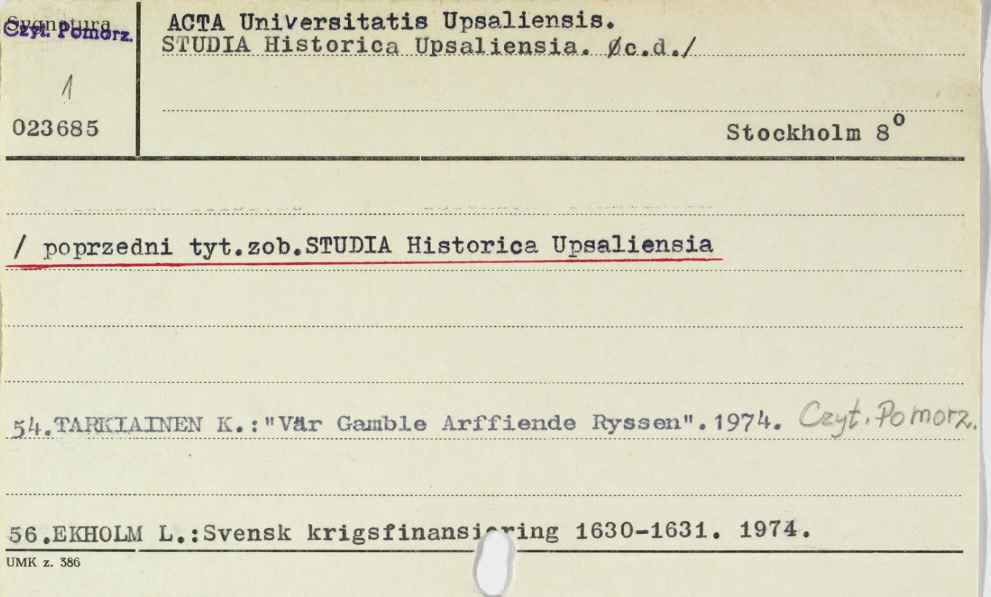 Sygnatura
Czyt. Pomorz.
1
023685
ACTA Universitatis Upsaliensis.
STUDIA Historica Upsaliensia. /c.d./
Stockholm 8°
/ poprzedni tyt.zob.STUDIA Historica Upsaliensia
54.TARKIAINEN K.:"Vår Gamble Arffiende Ryssen".1974. Czyt. Pomorz.
56.EKHOLM L.:Svensk krigsfinansiering 1630-1631. 1974.
UMK z. 386